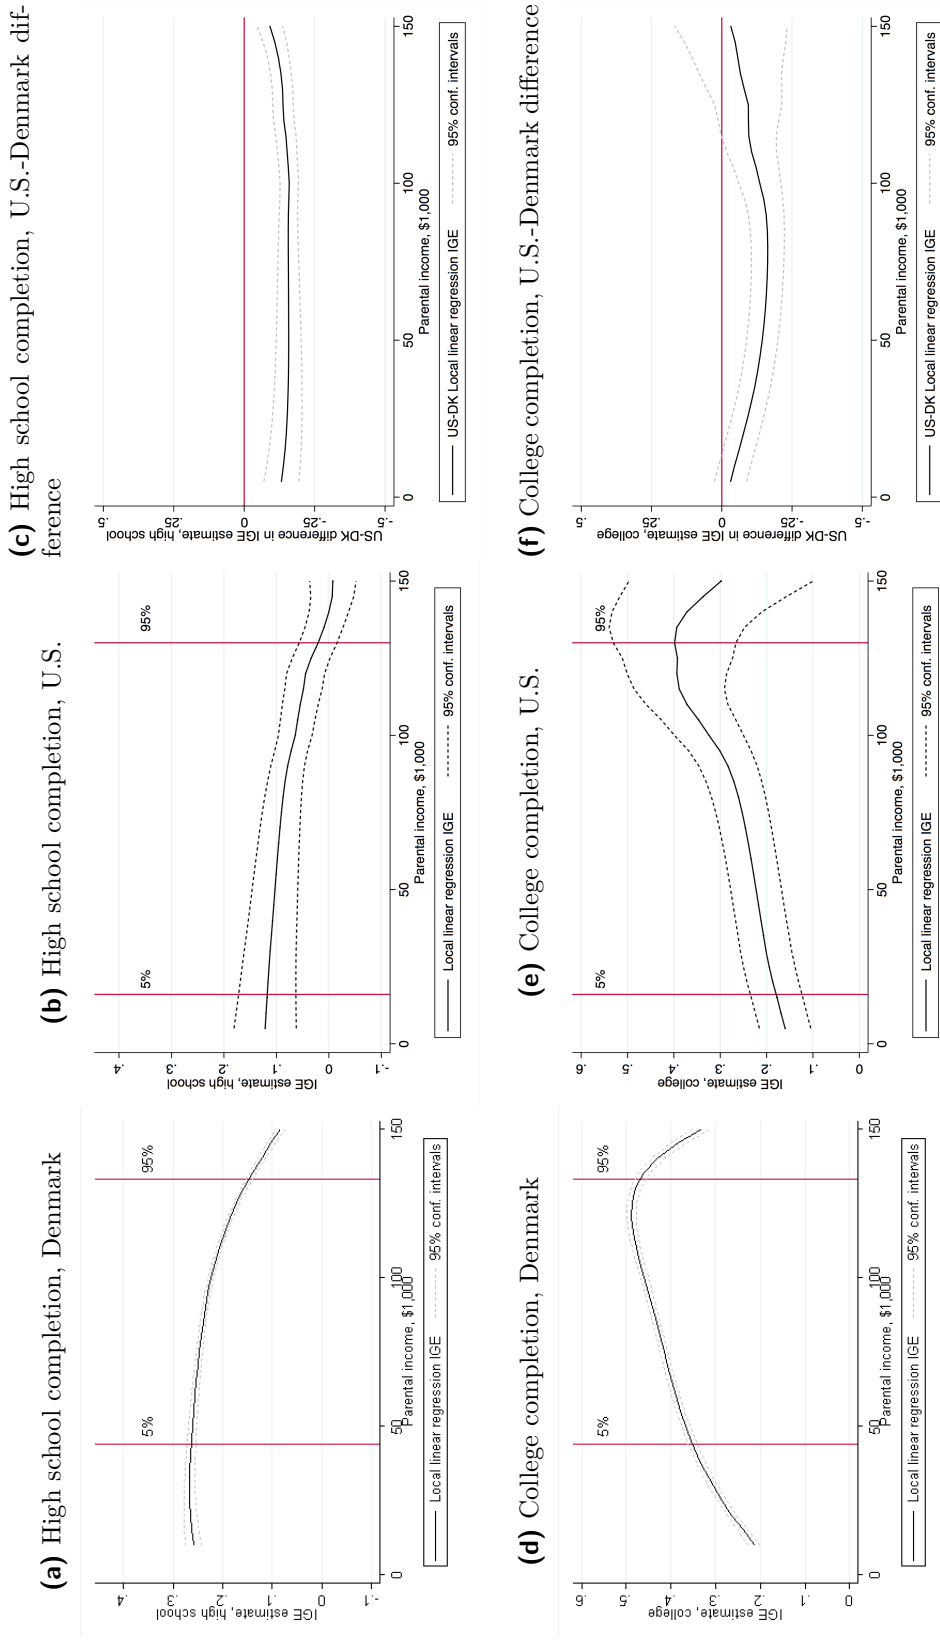 (a) High school completion, Denmark
IGE estimate, high school
.4
.3
.2
.1
0
-.1
5%
95%
0
50
100
150
Parental income, $1,000
Local linear regression IGE
95% conf. intervals
(b) High school completion, U.S.
IGE estimate, high school
.4
.3
.2
.1
0
-.1
5%
95%
0
50
100
150
Parental income, $1,000
Local linear regression IGE
95% conf. intervals
(c) High school completion, U.S.-Denmark dif-
ference
US-DK difference in IGE estimate, high school
.5
.25
0
-.25
-.5
0
50
100
150
Parental income, $1,000
US-DK Local linear regression IGE
95% conf. intervals
(d) College completion, Denmark
IGE estimate, college
.6
.5
.4
.3
.2
.1
0
5%
95%
0
50
100
150
Parental income, $1,000
Local linear regression IGE
95% conf. intervals
(e) College completion, U.S.
IGE estimate, college
.6
.5
.4
.3
.2
.1
0
5%
95%
0
50
100
150
Parental income, $1,000
Local linear regression IGE
95% conf. intervals
(f) College completion, U.S.-Denmark difference
US-DK difference in IGE estimate, college
.5
.25
0
-.25
-.5
0
50
100
150
Parental income, $1,000
US-DK Local linear regression IGE
95% conf. intervals